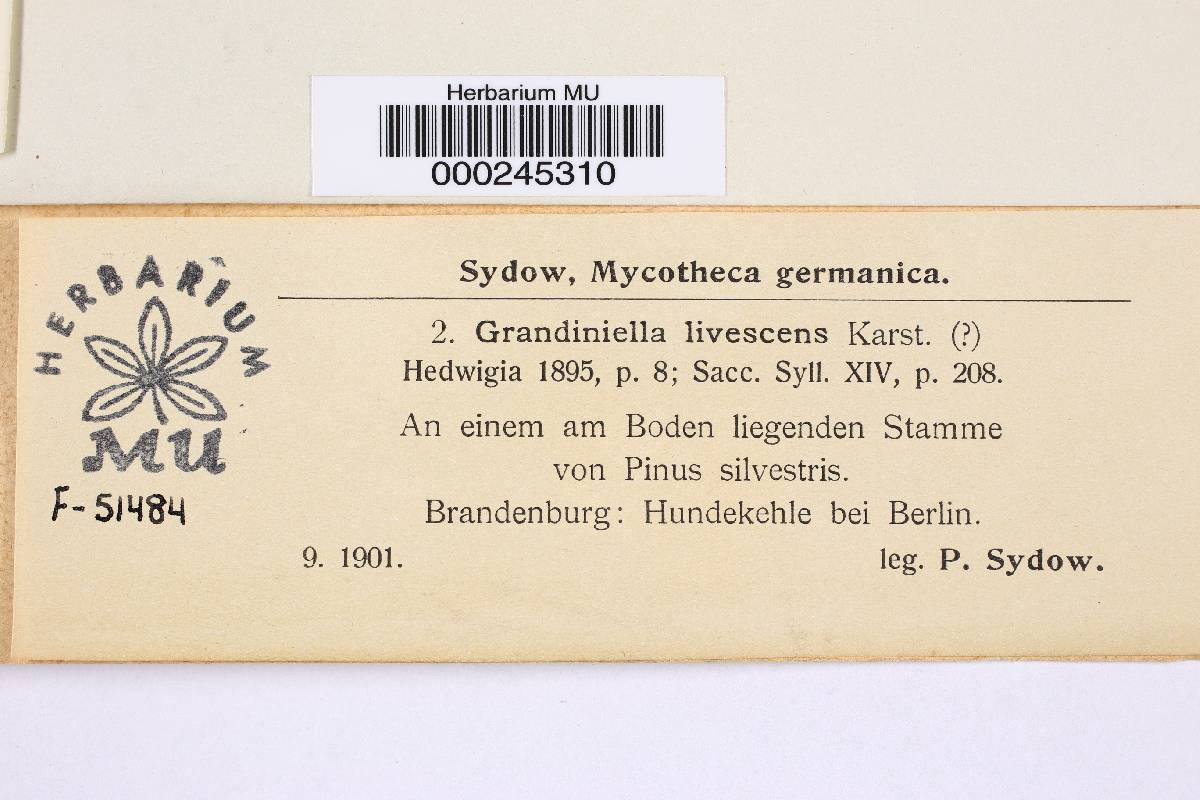 Herbarium MU
000245310
HERBARIUM
MU
F-51484
Sydow, Mycotheca germanica.
2. Grandiniella livescens Karst. (?)
Hedwigia 1895, p. 8; Sacc. Syll. XIV, p. 208.
An einem am Boden liegenden Stamme
von Pinus silvestris.
Brandenburg: Hundekehle bei Berlin.
9. 1901. leg. P. Sydow.